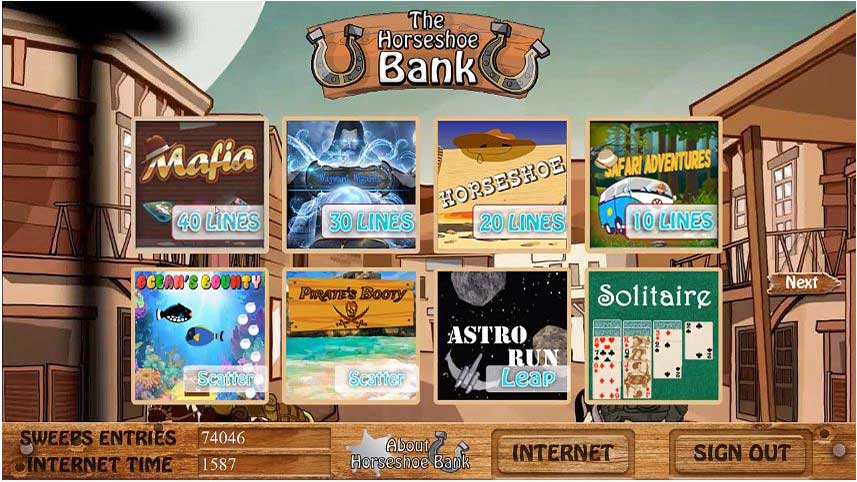 The
Horseshoe
Bank
Mafia
40 LINES
Wayward Wizards
30 LINES
HORSESHOE
20 LINES
SAFARI ADVENTURES
10 LINES
OCEAN'S BOUNTY
Scatter
PIRATE'S BOOTY
Scatter
ASTRO
RUN
Leap
Solitaire
Next
SWEEPS ENTRIES 74046
INTERNET TIME 1587
About
Horseshoe Bank
INTERNET
SIGN OUT